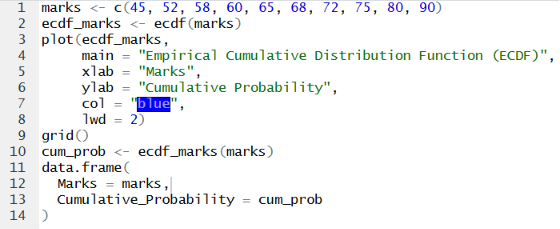 1 marks <- c(45, 52, 58, 60, 65, 68, 72, 75, 80, 90)
2 ecdf_marks <- ecdf(marks)
3 plot(ecdf_marks,
4      main = "Empirical Cumulative Distribution Function (ECDF)",
5      xlab = "Marks",
6      ylab = "Cumulative Probability",
7      col = "blue",
8      lwd = 2)
9 grid()
10 cum_prob <- ecdf_marks(marks)
11 data.frame(
12   Marks = marks,
13   Cumulative_Probability = cum_prob
14 )